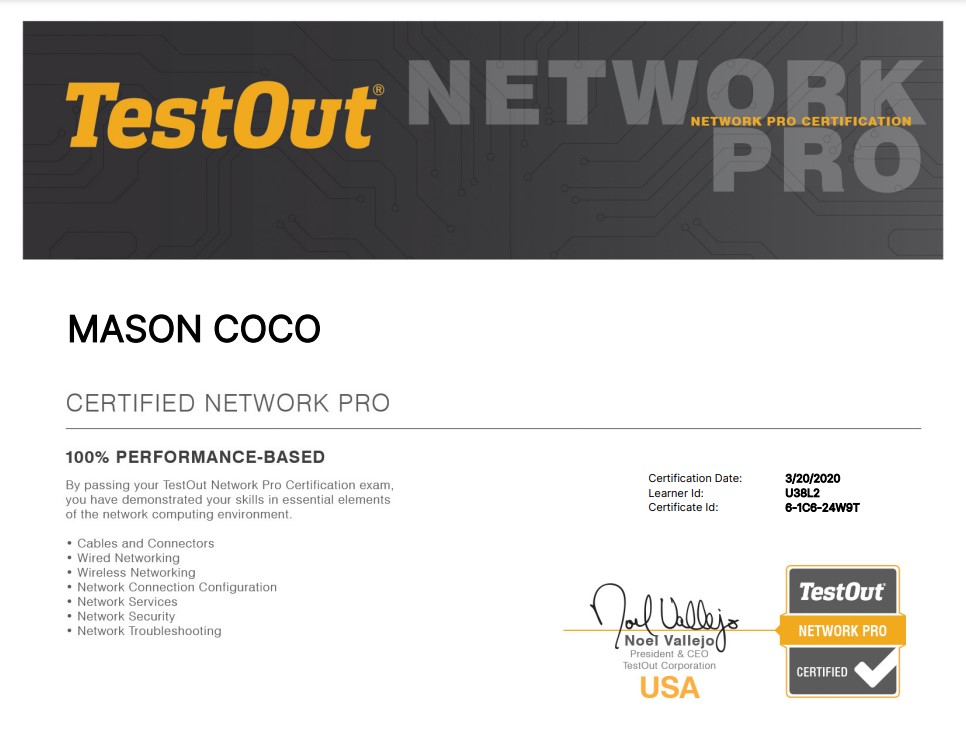 TestOut®
NETWORK
NETWORK PRO CERTIFICATION
PRO
MASON COCO
CERTIFIED NETWORK PRO
100% PERFORMANCE-BASED
By passing your TestOut Network Pro Certification exam,
you have demonstrated your skills in essential elements
of the network computing environment.
• Cables and Connectors
• Wired Networking
• Wireless Networking
• Network Connection Configuration
• Network Services
• Network Security
• Network Troubleshooting
Certification Date: 3/20/2020
Learner Id: U38L2
Certificate Id: 6-1C6-24W9T
Noel Vallejo
Noel Vallejo
President & CEO
TestOut Corporation
USA
TestOut
NETWORK PRO
CERTIFIED